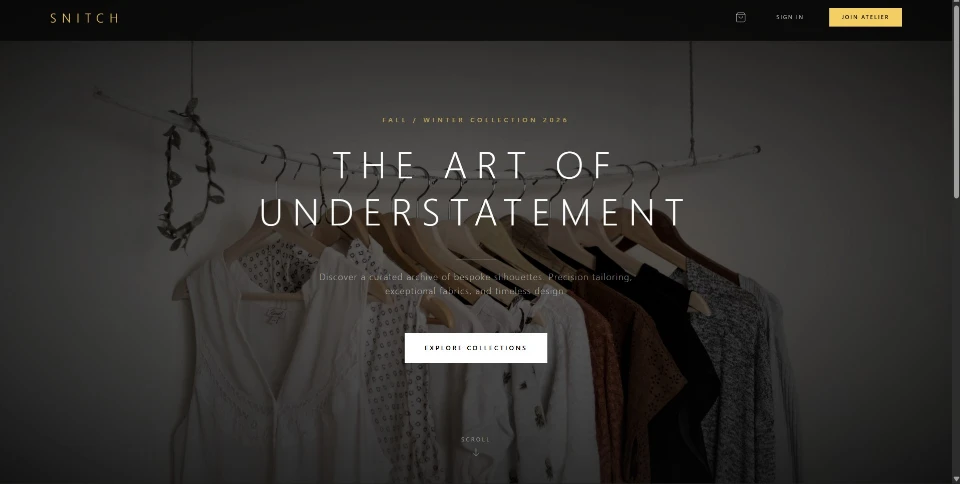 SNITCH
SIGN IN
JOIN ATELIER
FALL / WINTER COLLECTION 2026
THE ART OF
UNDERSTATEMENT
Discover a curated archive of bespoke silhouettes. Precision tailoring,
exceptional fabrics, and timeless design.
EXPLORE COLLECTIONS
SCROLL